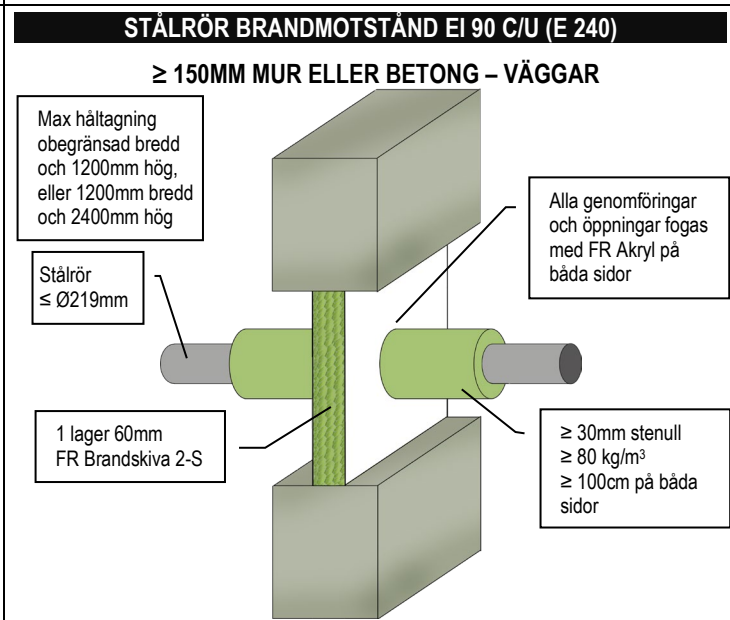 STÅLRÖR BRANDMOTSTÅND EI 90 C/U (E 240)
≥ 150MM MUR ELLER BETONG – VÄGGAR
Max håltagning
obegränsad bredd
och 1200mm hög,
eller 1200mm bredd
och 2400mm hög
Alla genomföringar
och öppningar fogas
med FR Akryl på
båda sidor
Stålrör
≤ Ø219mm
1 lager 60mm
FR Brandskiva 2-S
≥ 30mm stenull
≥ 80 kg/m³
≥ 100cm på båda
sidor